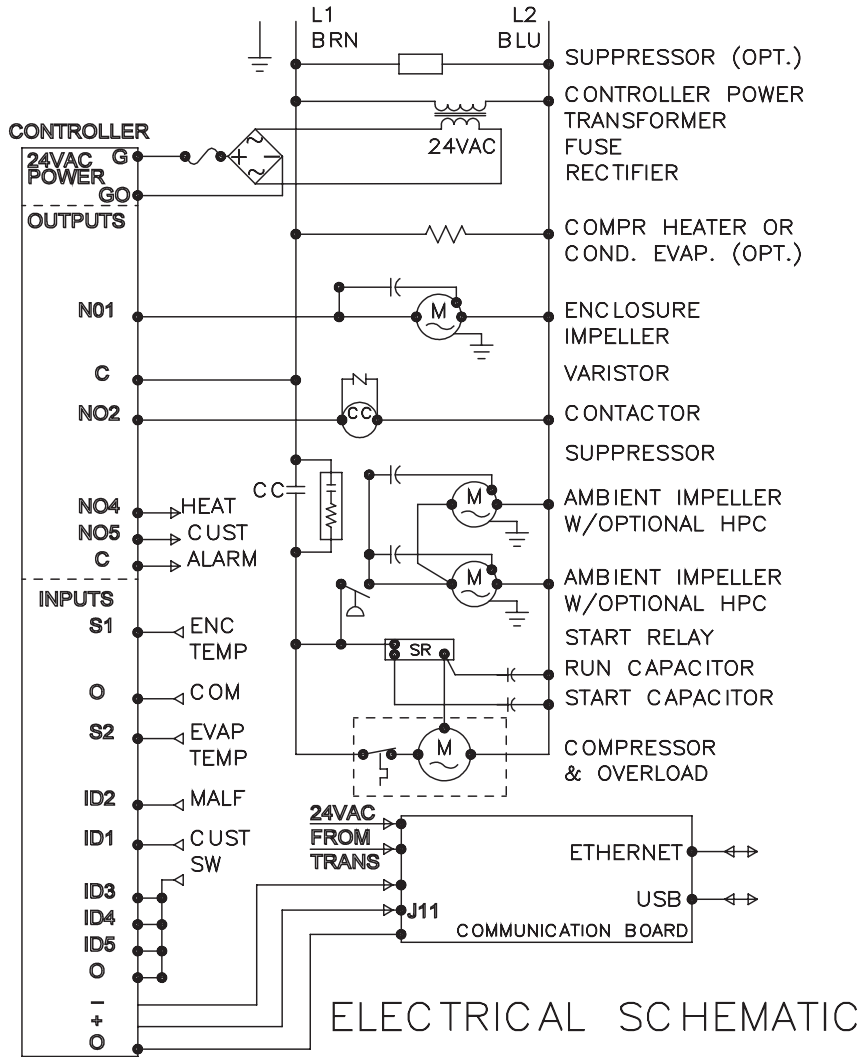 L1
BRN
L2
BLU
SUPPRESSOR (OPT.)
CONTROLLER POWER
TRANSFORMER
FUSE
RECTIFIER
24VAC
CONTROLLER
24VAC
POWER
G
GO
+
-
~
~
OUTPUTS
COMPR HEATER OR
COND. EVAP. (OPT.)
N01
M
ENCLOSURE
IMPELLER
C
VARISTOR
NO2
CC
CONTACTOR
SUPPRESSOR
CC
NO4
HEAT
M
AMBIENT IMPELLER
W/OPTIONAL HPC
NO5
CUST
C
ALARM
M
AMBIENT IMPELLER
W/OPTIONAL HPC
INPUTS
S1
ENC
TEMP
START RELAY
SR
RUN CAPACITOR
O
COM
START CAPACITOR
S2
EVAP
TEMP
M
COMPRESSOR
& OVERLOAD
ID2
MALF
ID1
CUST
SW
ID3
ID4
ID5
O
-
+
O
24VAC
FROM
TRANS
ETHERNET
USB
J11
COMMUNICATION BOARD
ELECTRICAL SCHEMATIC